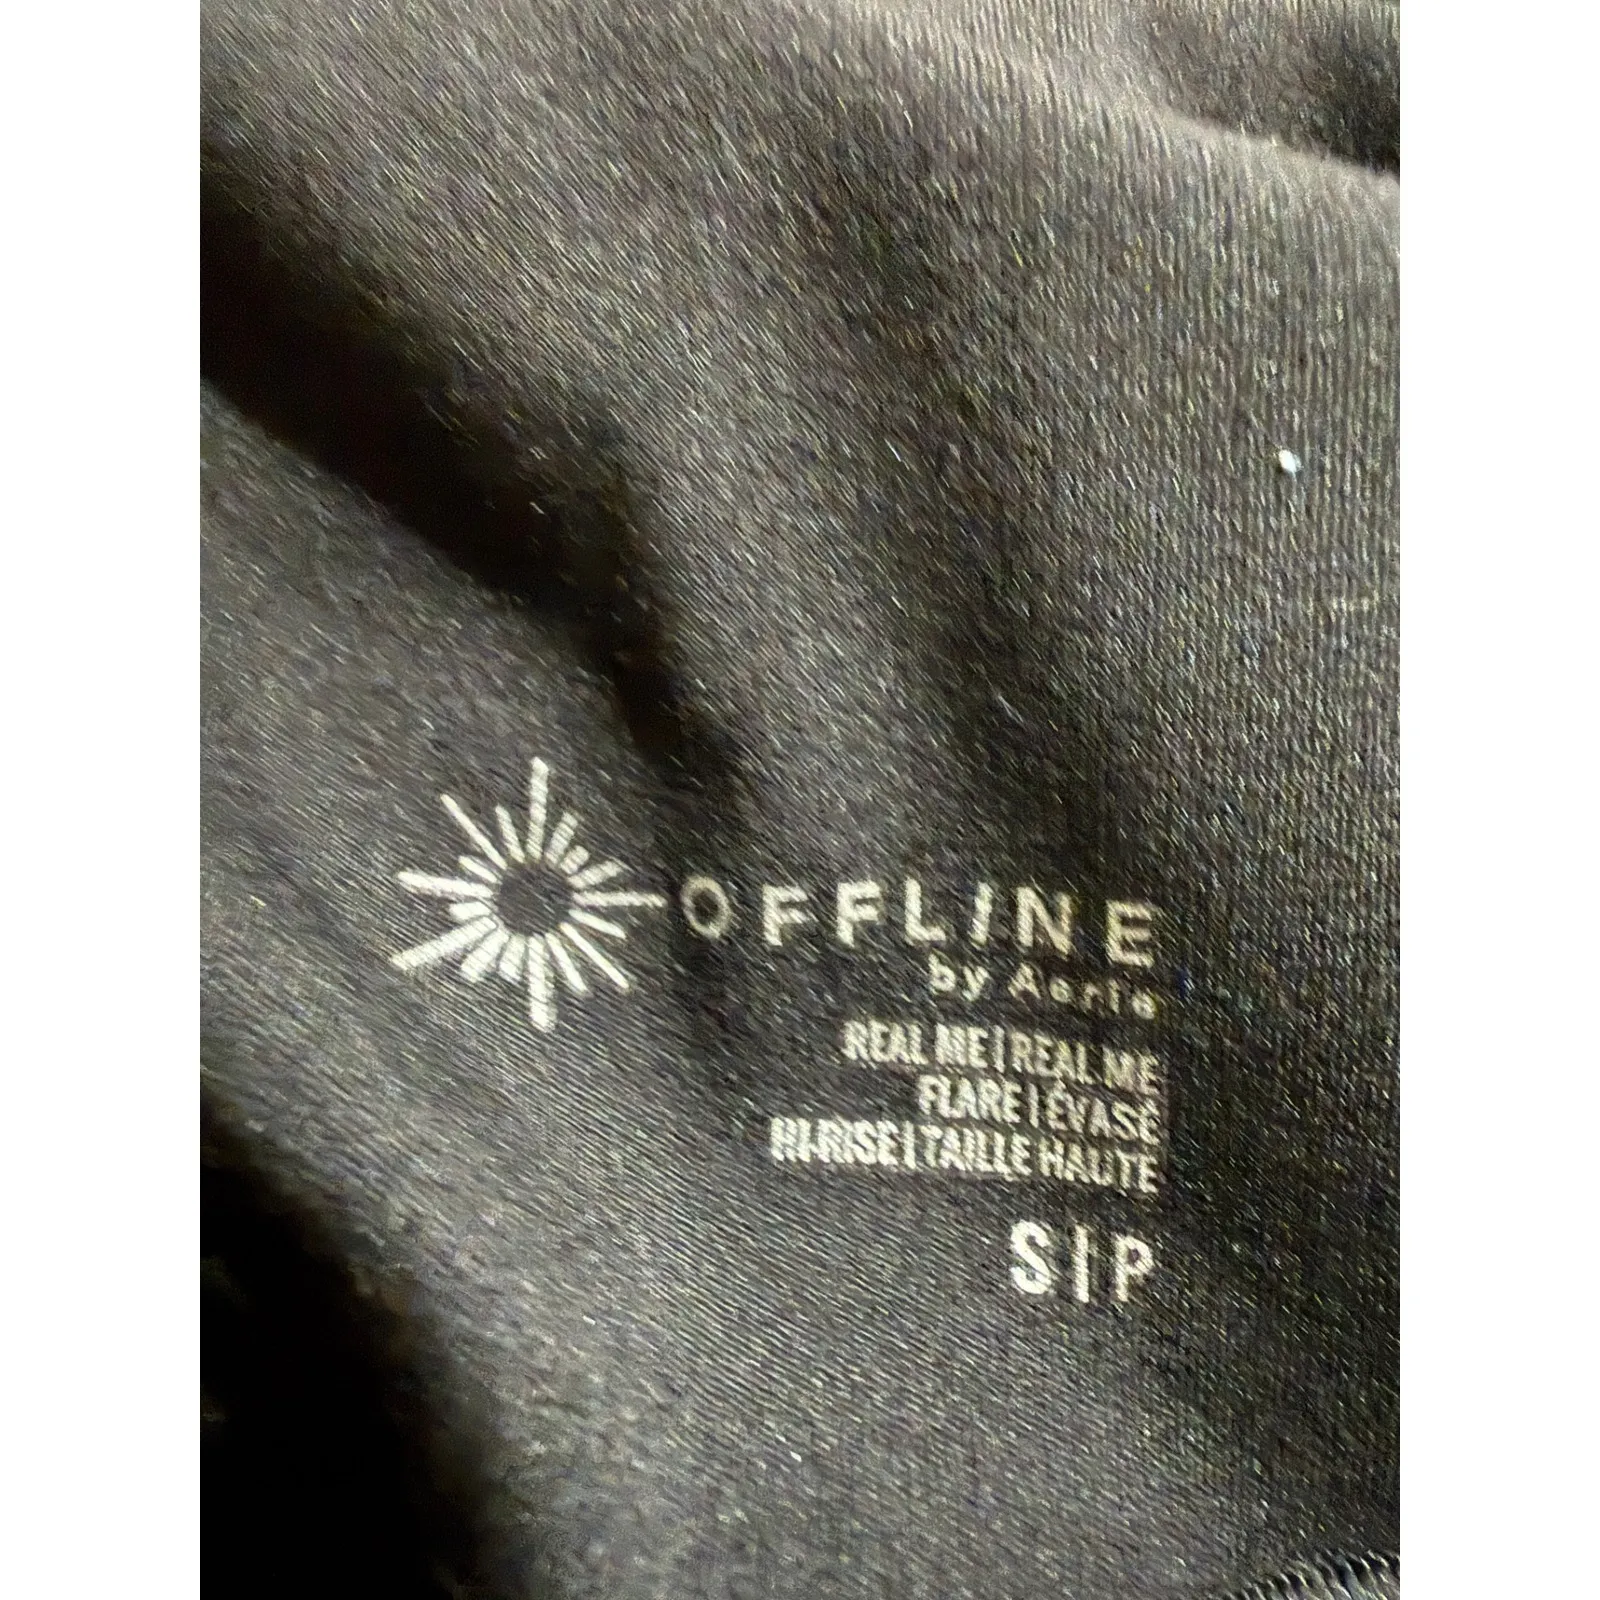 OFFLINE
by Aerie
REAL ME | REAL ME
FLARE | ÉVASÉ
HI-RISE | TAILLE HAUTE
S | P